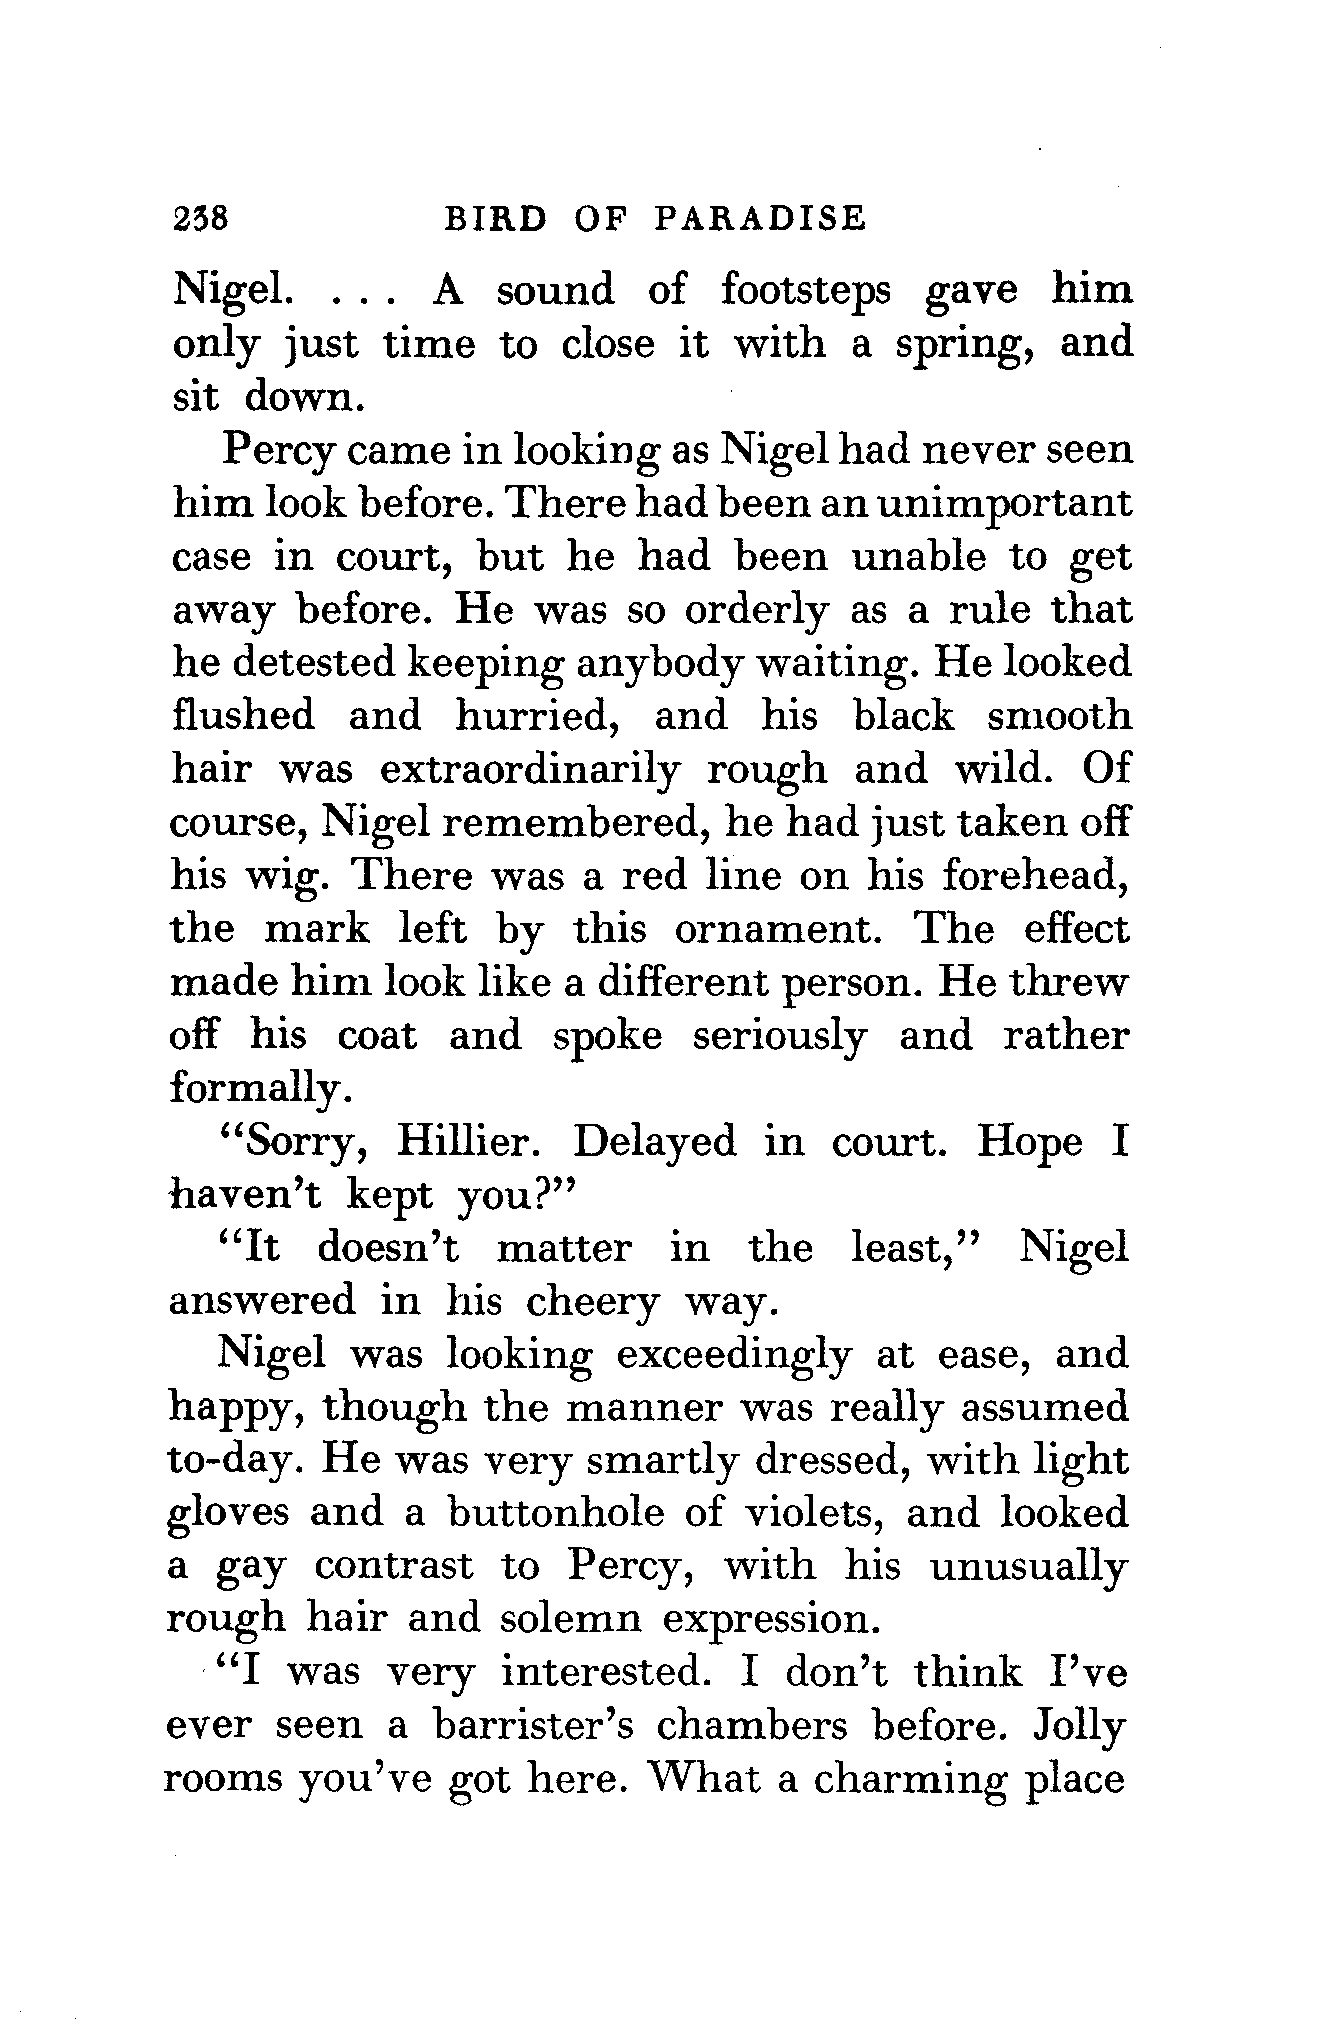 238 BIRD OF PARADISE
Nigel. . . . A sound of footsteps gave him
only just time to close it with a spring, and
sit down.
Percy came in looking as Nigel had never seen
him look before. There had been an unimportant
case in court, but he had been unable to get
away before. He was so orderly as a rule that
he detested keeping anybody waiting. He looked
flushed and hurried, and his black smooth
hair was extraordinarily rough and wild. Of
course, Nigel remembered, he had just taken off
his wig. There was a red line on his forehead,
the mark left by this ornament. The effect
made him look like a different person. He threw
off his coat and spoke seriously and rather
formally.
“Sorry, Hillier. Delayed in court. Hope I
haven’t kept you?”
“It doesn’t matter in the least,” Nigel
answered in his cheery way.
Nigel was looking exceedingly at ease, and
happy, though the manner was really assumed
to-day. He was very smartly dressed, with light
gloves and a buttonhole of violets, and looked
a gay contrast to Percy, with his unusually
rough hair and solemn expression.
“I was very interested. I don’t think I’ve
ever seen a barrister’s chambers before. Jolly
rooms you’ve got here. What a charming place